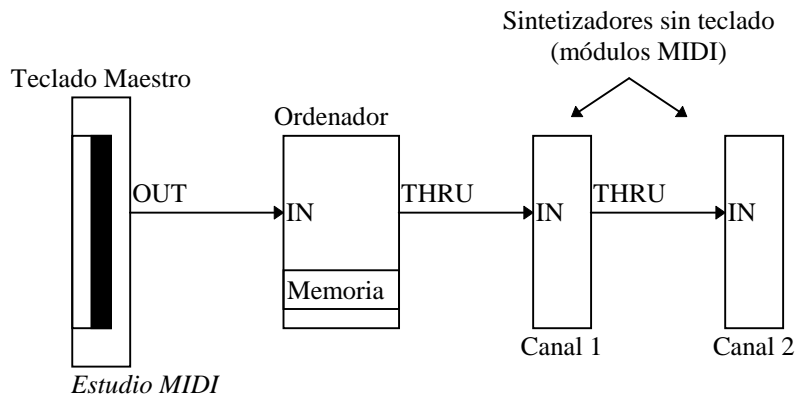 Sintetizadores sin teclado
(módulos MIDI)
Teclado Maestro
Ordenador
OUT
IN
THRU
IN
THRU
IN
Memoria
Canal 1
Canal 2
Estudio MIDI